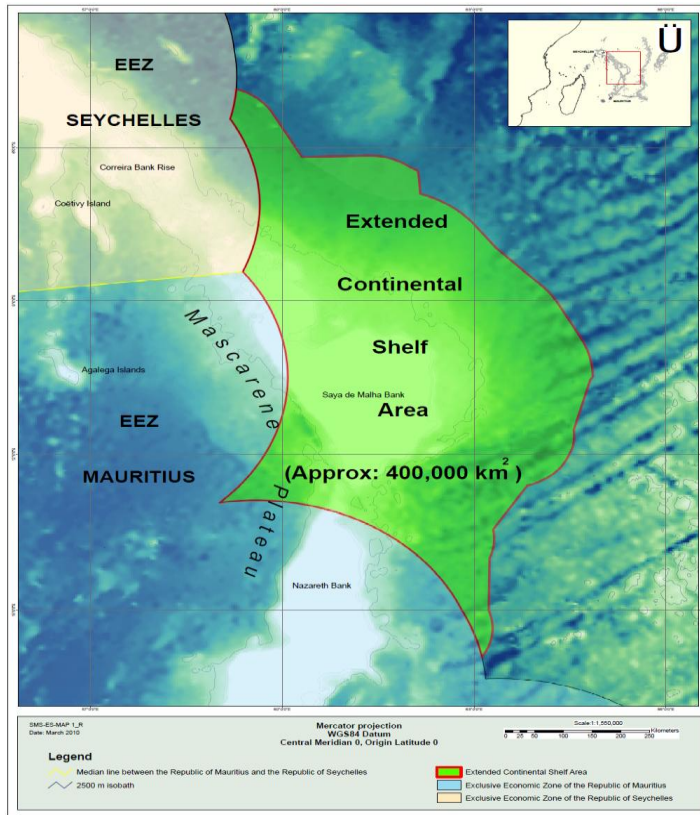 Ü
SEYCHELLES
MAURITIUS
EEZ
SEYCHELLES
Correira Bank Rise
Coëtivy Island
Extended
Continental
Shelf
Area
(Approx: 400,000 km²)
Mascarene
Plateau
Saya de Malha Bank
Agalega Islands
EEZ
MAURITIUS
Nazareth Bank
SMS-ES-MAP 1_R
Date: March 2010
Mercator projection
WGS84 Datum
Central Meridian 0, Origin Latitude 0
Scale:1:1,550,000
Kilometers
0 25 50 100 150 200 250
Legend
Median line between the Republic of Mauritius and the Republic of Seychelles
2500 m isobath
Extended Continental Shelf Area
Exclusive Economic Zone of the Republic of Mauritius
Exclusive Economic Zone of the Republic of Seychelles